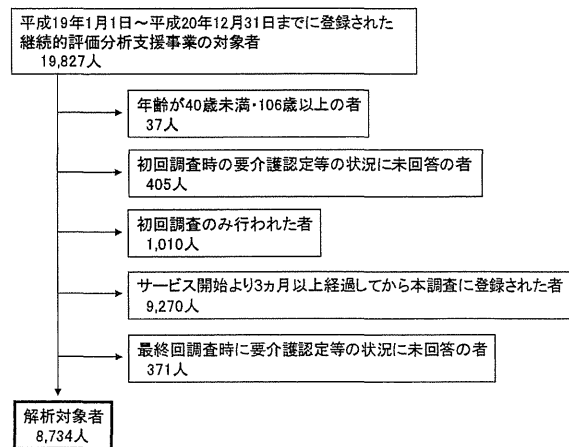 平成19年1月1日～平成20年12月31日までに登録された
継続的評価分析支援事業の対象者
19,827人
年齢が40歳未満・106歳以上の者
37人
初回調査時の要介護認定等の状況に未回答の者
405人
初回調査のみ行われた者
1,010人
サービス開始より3ヵ月以上経過してから本調査に登録された者
9,270人
最終回調査時に要介護認定等の状況に未回答の者
371人
解析対象者
8,734人